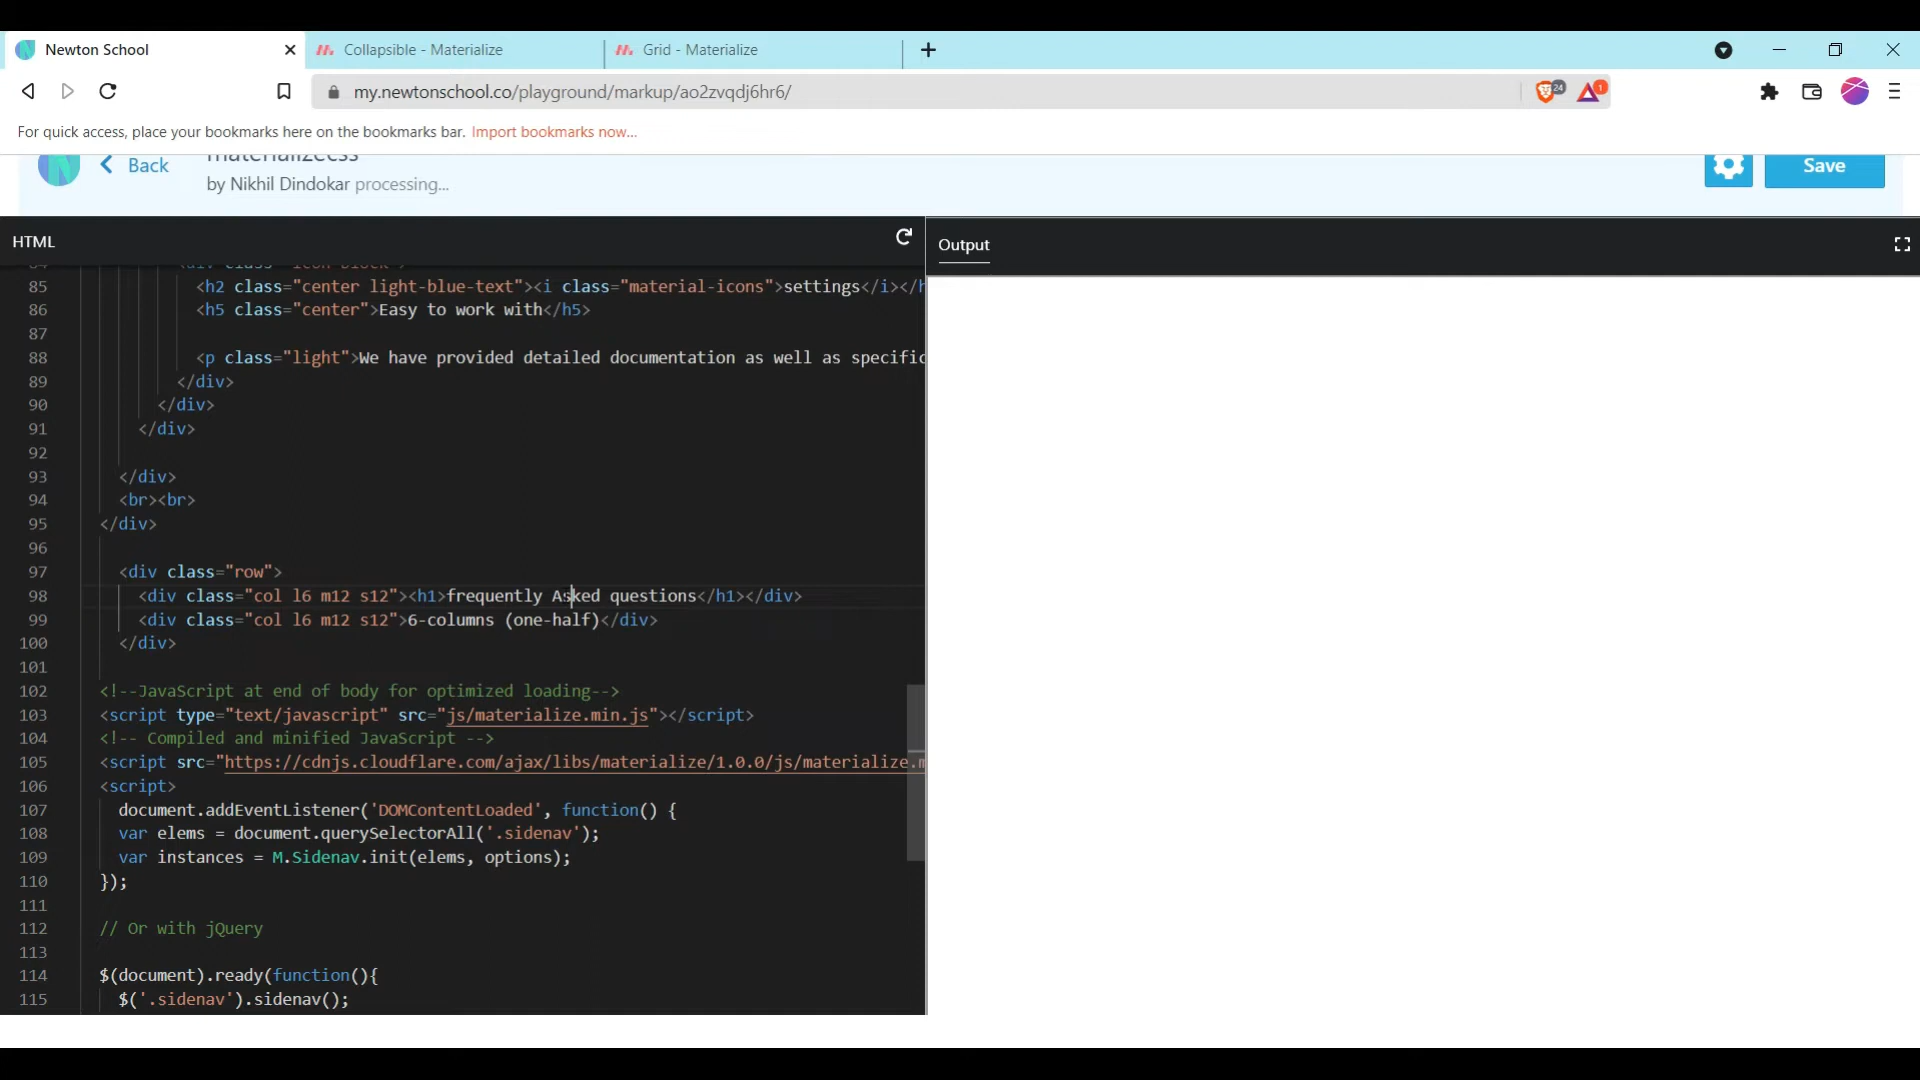 Newton School
Collapsible - Materialize
Grid - Materialize
my.newtonschool.co/playground/markup/ao2zvqdj6hr6/
24
1
For quick access, place your bookmarks here on the bookmarks bar. Import bookmarks now...
Back
materializecss
by Nikhil Dindokar processing...
Save
HTML
Output
84 <div class="icon-block">
85 <h2 class="center light-blue-text"><i class="material-icons">settings</i></h
86 <h5 class="center">Easy to work with</h5>
87
88 <p class="light">We have provided detailed documentation as well as specific
89 </div>
90 </div>
91 </div>
92
93 </div>
94 <br><br>
95 </div>
96
97 <div class="row">
98 <div class="col l6 m12 s12"><h1>frequently Asked questions</h1></div>
99 <div class="col l6 m12 s12">6-columns (one-half)</div>
100 </div>
101
102 <!--JavaScript at end of body for optimized loading-->
103 <script type="text/javascript" src="js/materialize.min.js"></script>
104 <!-- Compiled and minified JavaScript -->
105 <script src="https://cdnjs.cloudflare.com/ajax/libs/materialize/1.0.0/js/materialize.m
106 <script>
107 document.addEventListener('DOMContentLoaded', function() {
108 var elems = document.querySelectorAll('.sidenav');
109 var instances = M.Sidenav.init(elems, options);
110 });
111
112 // Or with jQuery
113
114 $(document).ready(function(){
115 $('.sidenav').sidenav();